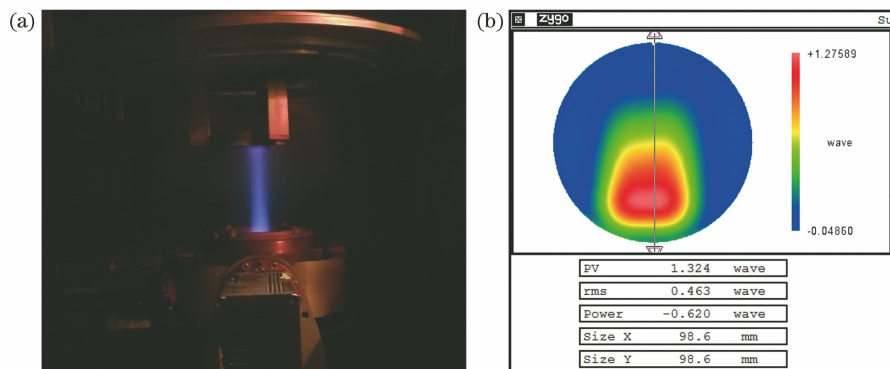 (a)
(b)
zygo
Su
+1.27589
wave
-0.04860
PV 1.324 wave
rms 0.463 wave
Power -0.620 wave
Size X 98.6 mm
Size Y 98.6 mm